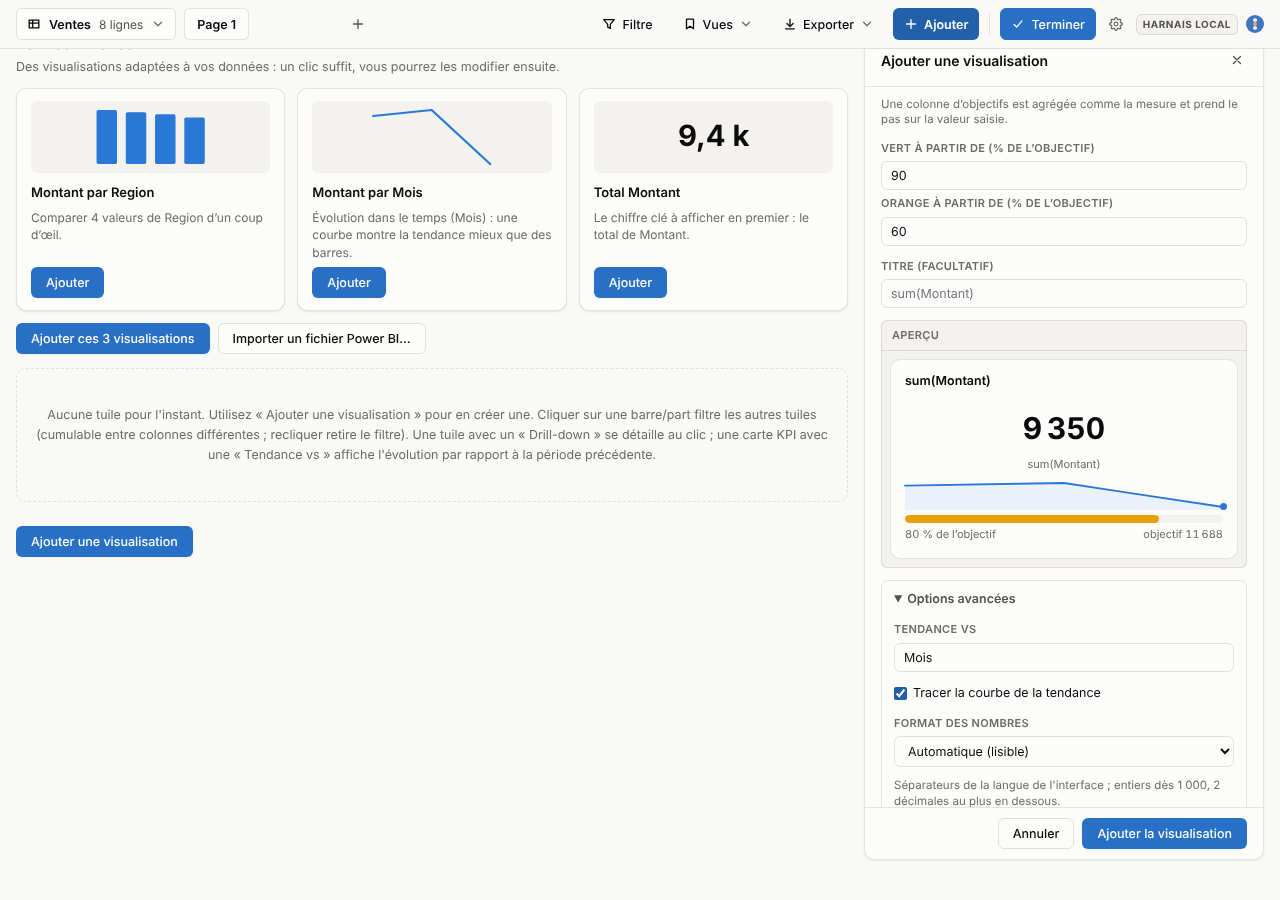 Ventes 8 lignes
Page 1
Filtre
Vues
Exporter
Ajouter
Terminer
HARNAIS LOCAL
Des visualisations adaptées à vos données : un clic suffit, vous pourrez les modifier ensuite.
Montant par Region
Comparer 4 valeurs de Region d’un coup
d’œil.
Ajouter
Montant par Mois
Évolution dans le temps (Mois) : une
courbe montre la tendance mieux que des
barres.
Ajouter
9,4 k
Total Montant
Le chiffre clé à afficher en premier : le
total de Montant.
Ajouter
Ajouter ces 3 visualisations
Importer un fichier Power BI…
Aucune tuile pour l'instant. Utilisez « Ajouter une visualisation » pour en créer une. Cliquer sur une barre/part filtre les autres tuiles
(cumulable entre colonnes différentes ; recliquer retire le filtre). Une tuile avec un « Drill-down » se détaille au clic ; une carte KPI avec
une « Tendance vs » affiche l'évolution par rapport à la période précédente.
Ajouter une visualisation
Ajouter une visualisation
Une colonne d’objectifs est agrégée comme la mesure et prend le
pas sur la valeur saisie.
VERT À PARTIR DE (% DE L’OBJECTIF)
90
ORANGE À PARTIR DE (% DE L’OBJECTIF)
60
TITRE (FACULTATIF)
sum(Montant)
APERÇU
sum(Montant)
9 350
sum(Montant)
80 % de l’objectif
objectif 11 688
Options avancées
TENDANCE VS
Mois
Tracer la courbe de la tendance
FORMAT DES NOMBRES
Automatique (lisible)
Séparateurs de la langue de l'interface ; entiers dès 1 000, 2
décimales au plus en dessous.
Annuler
Ajouter la visualisation